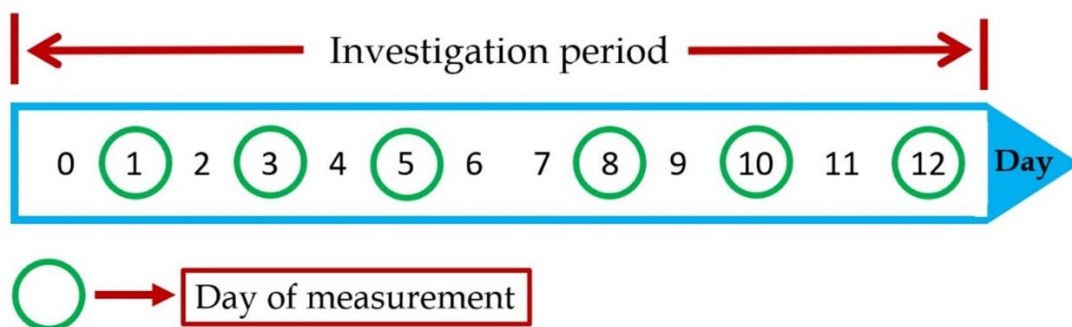 Investigation period
0 1 2 3 4 5 6 7 8 9 10 11 12 Day
Day of measurement